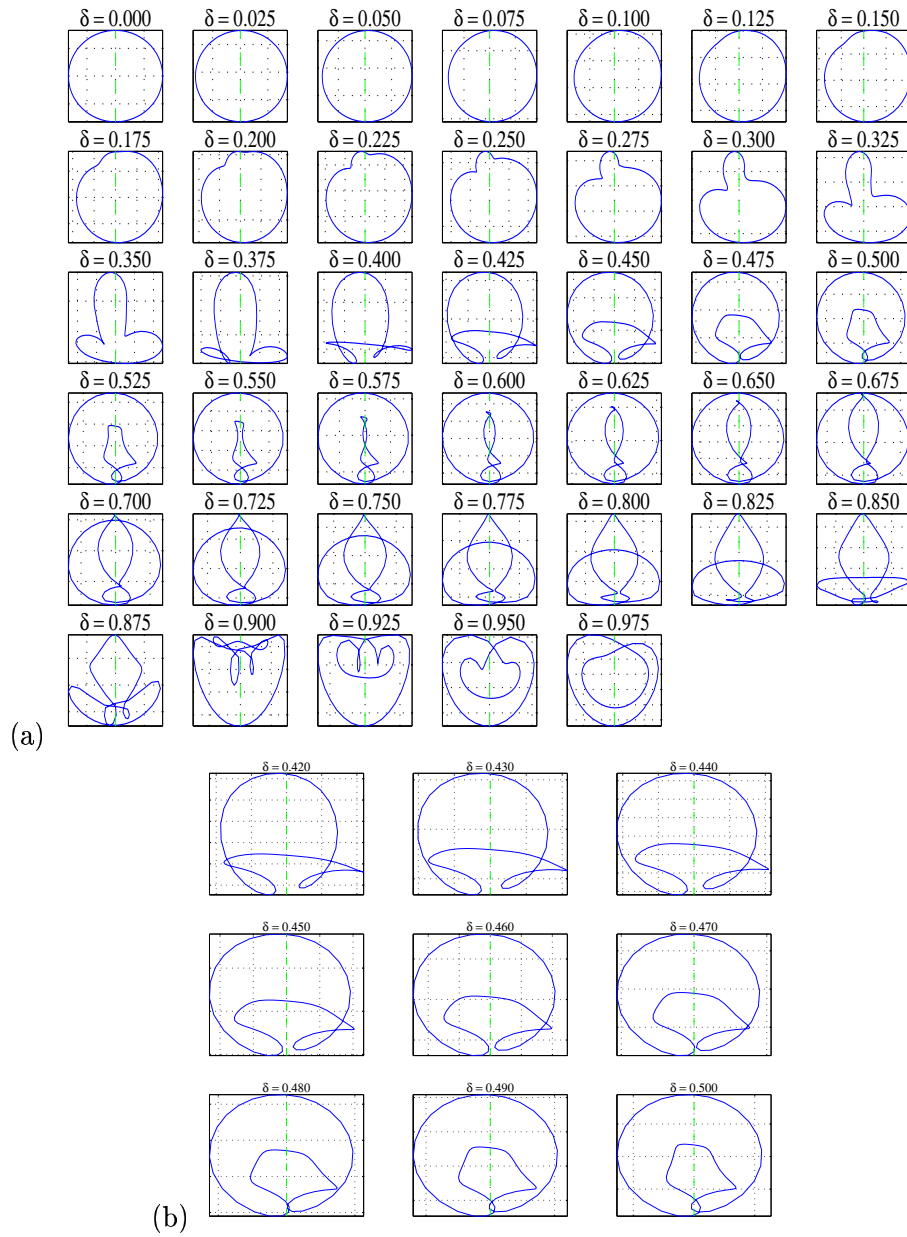 δ = 0.000 δ = 0.025 δ = 0.050 δ = 0.075 δ = 0.100 δ = 0.125 δ = 0.150
δ = 0.175 δ = 0.200 δ = 0.225 δ = 0.250 δ = 0.275 δ = 0.300 δ = 0.325
δ = 0.350 δ = 0.375 δ = 0.400 δ = 0.425 δ = 0.450 δ = 0.475 δ = 0.500
δ = 0.525 δ = 0.550 δ = 0.575 δ = 0.600 δ = 0.625 δ = 0.650 δ = 0.675
δ = 0.700 δ = 0.725 δ = 0.750 δ = 0.775 δ = 0.800 δ = 0.825 δ = 0.850
δ = 0.875 δ = 0.900 δ = 0.925 δ = 0.950 δ = 0.975
(a)
δ = 0.420 δ = 0.430 δ = 0.440
δ = 0.450 δ = 0.460 δ = 0.470
δ = 0.480 δ = 0.490 δ = 0.500
(b)